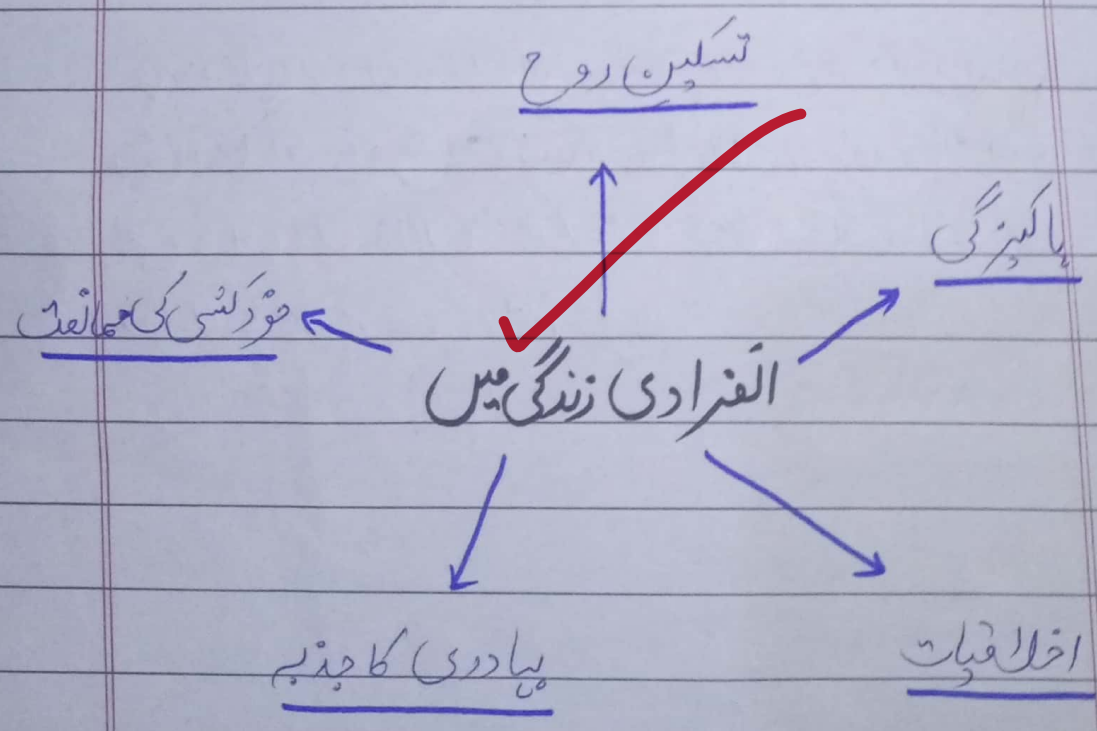 تسکین روح
پاکیزگی
خودکشی کی ممانعت
انفرادی زندگی میں
بہادری کا جذبہ
اخلاقیات